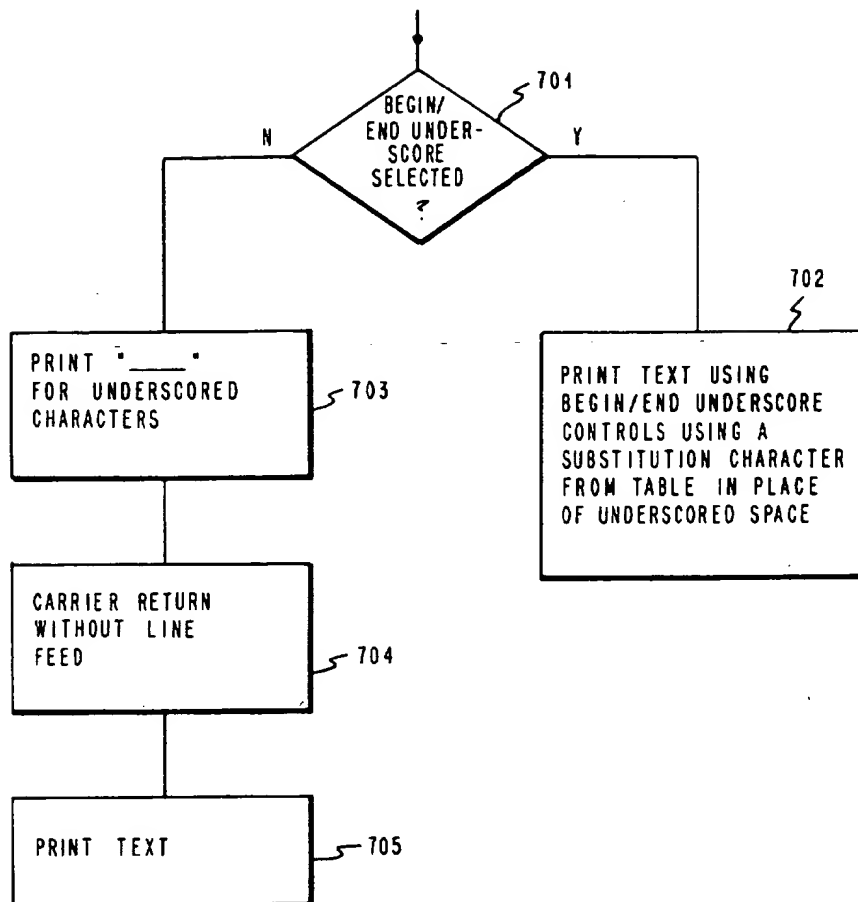 701
BEGIN/
END UNDER-
SCORE
SELECTED
?
N
Y
702
PRINT "____"
FOR UNDERSCORED
CHARACTERS
703
PRINT TEXT USING
BEGIN/END UNDERSCORE
CONTROLS USING A
SUBSTITUTION CHARACTER
FROM TABLE IN PLACE
OF UNDERSCORED SPACE
CARRIER RETURN
WITHOUT LINE
FEED
704
PRINT TEXT
705